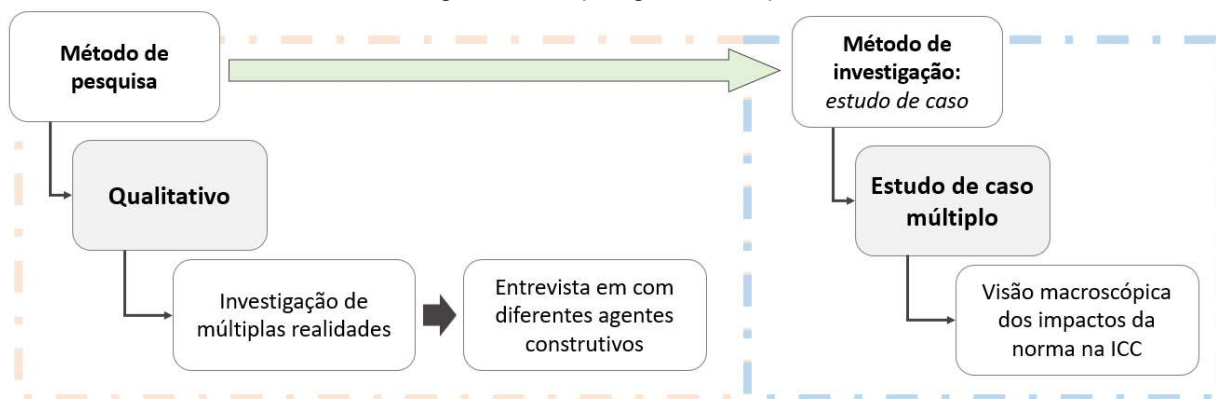 Método de
pesquisa
Método de
investigação:
estudo de caso
Qualitativo
Estudo de caso
múltiplo
Investigação de
múltiplas realidades
Entrevista em com
diferentes agentes
construtivos
Visão macroscópica
dos impactos da
norma na ICC